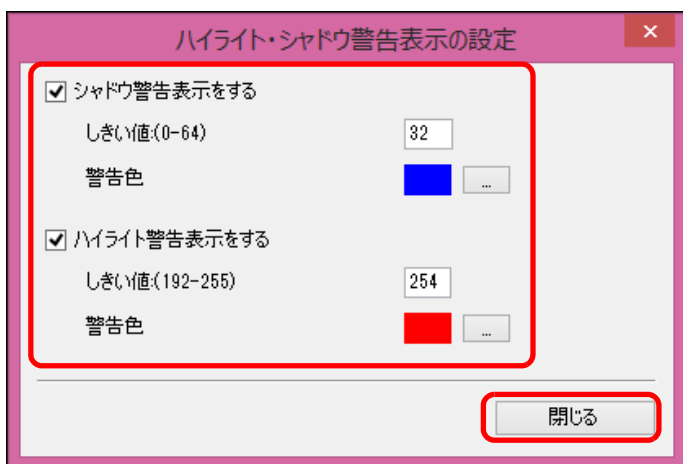 ハイライト・シャドウ警告表示の設定
×
シャドウ警告表示をする
しきい値:(0-64) 32
警告色 ...
ハイライト警告表示をする
しきい値:(192-255) 254
警告色 ...
閉じる